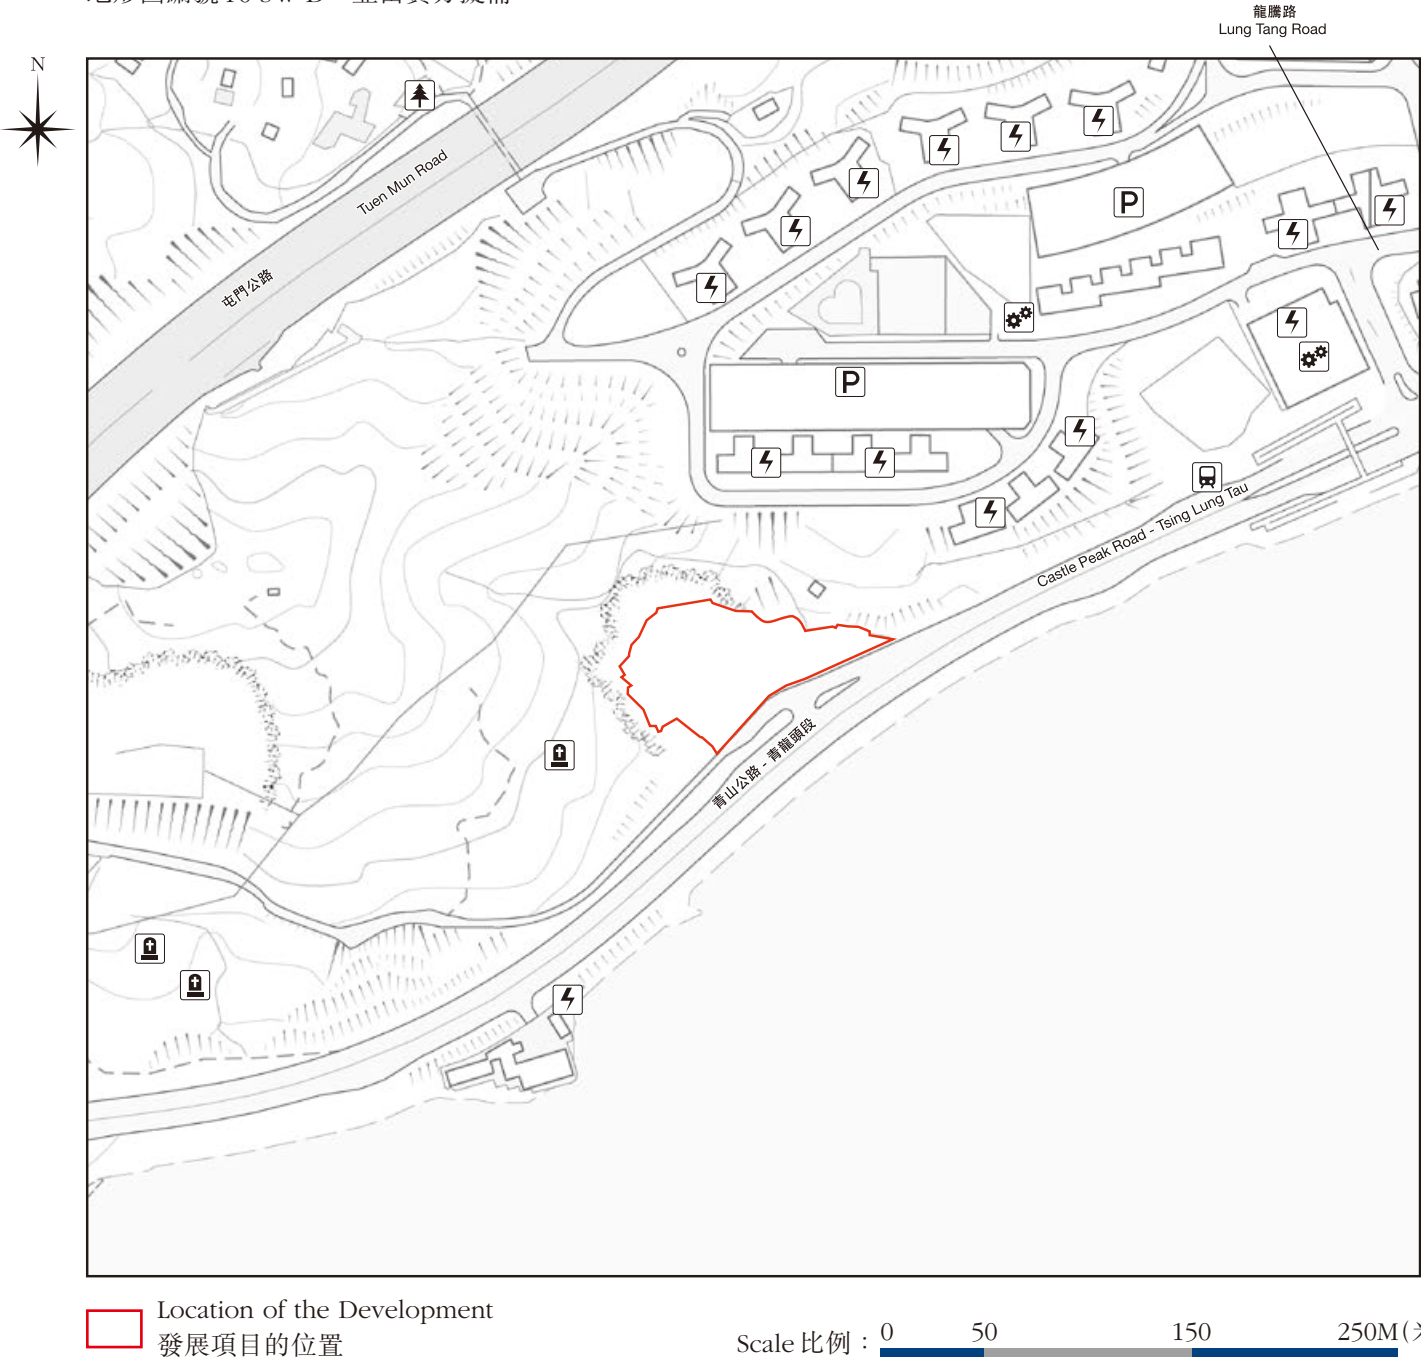 龍騰路
Lung Tang Road
N
Tuen Mun Road
屯門公路
P
P
Castle Peak Road - Tsing Lung Tau
青山公路 - 青龍頭段
Location of the Development
發展項目的位置
Scale 比例：
0 50 150 250M(